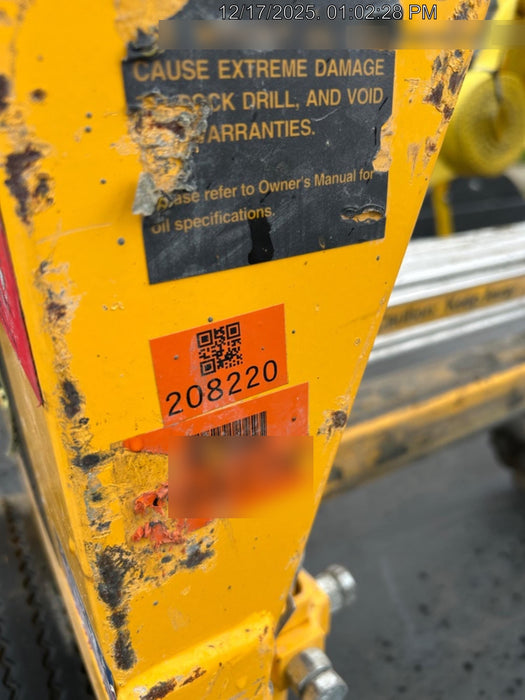 12/17/2025. 01:02:28 PM
CAUSE EXTREME DAMAGE
ROCK DRILL, AND VOID
WARRANTIES.
Please refer to Owner's Manual for
oil specifications.
208220